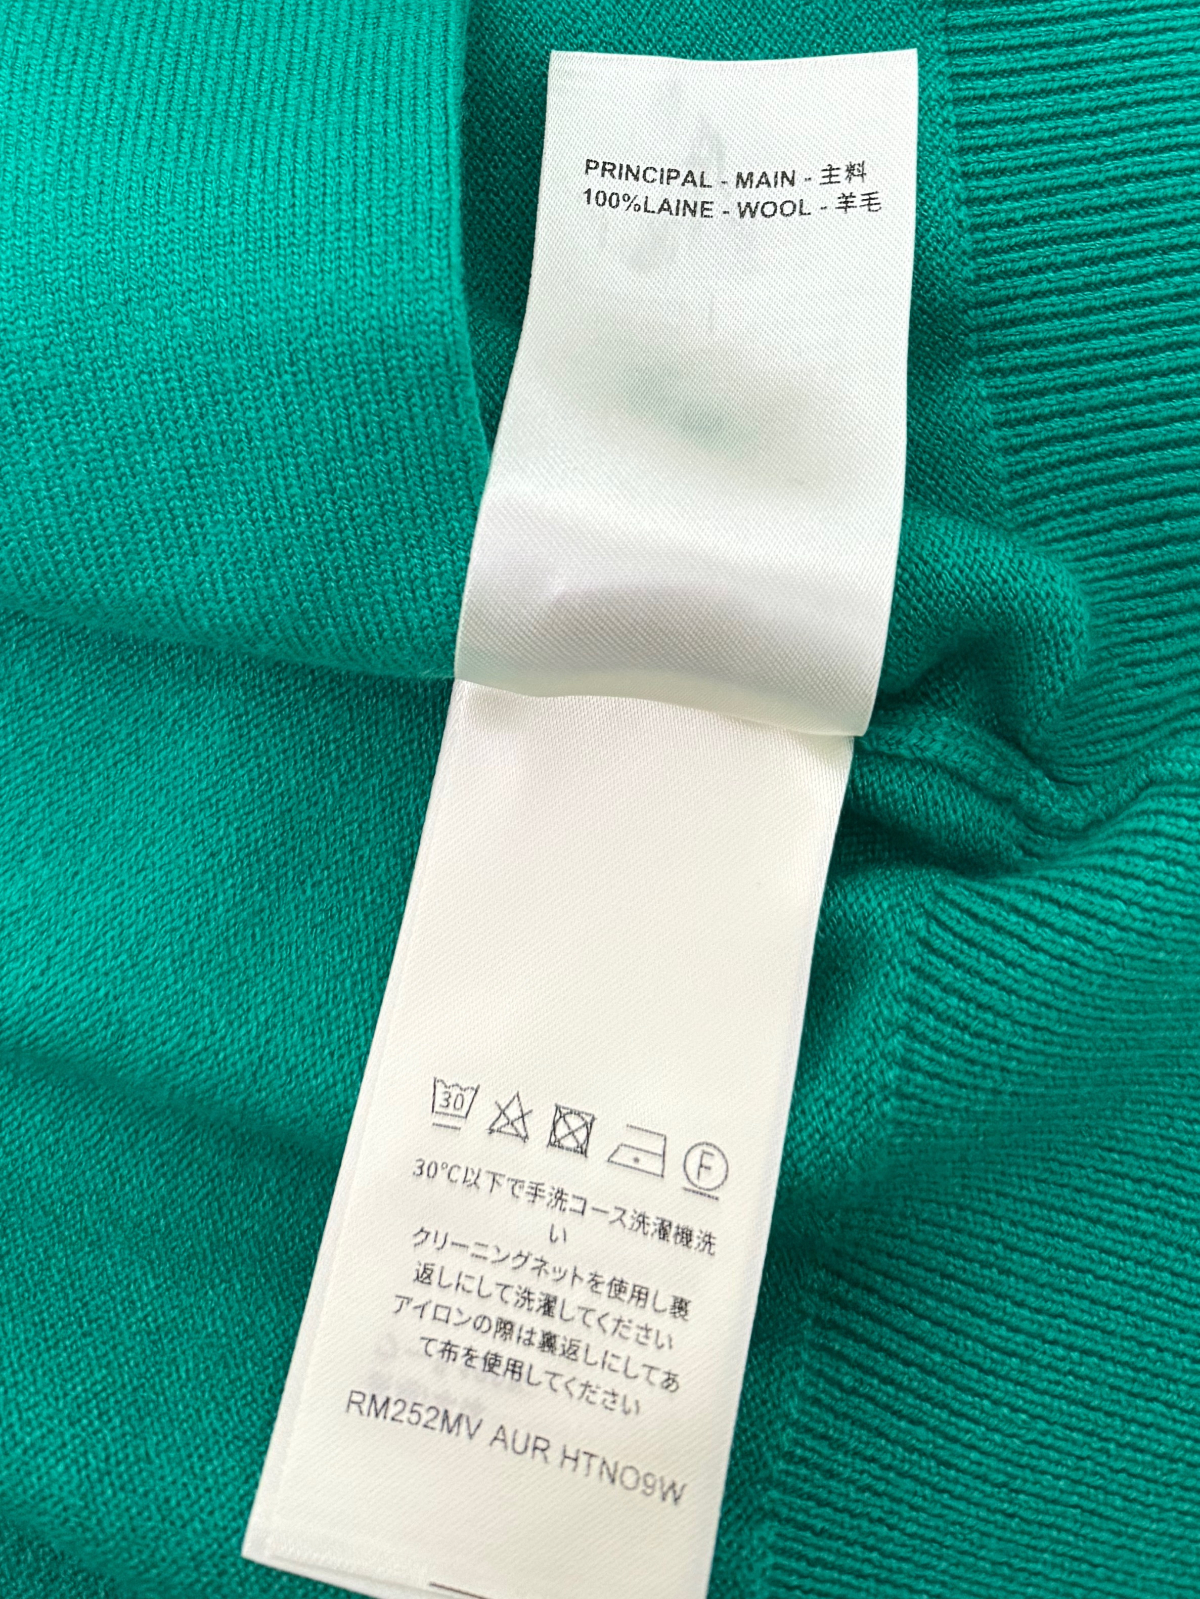 PRINCIPAL - MAIN - 主料
100%LAINE - WOOL - 羊毛
30
F
30℃以下で手洗コース洗濯機洗
い
クリーニングネットを使用し裏
返しにして洗濯してください
アイロンの際は裏返しにしてあ
て布を使用してください
RM252MV AUR HTNO9W